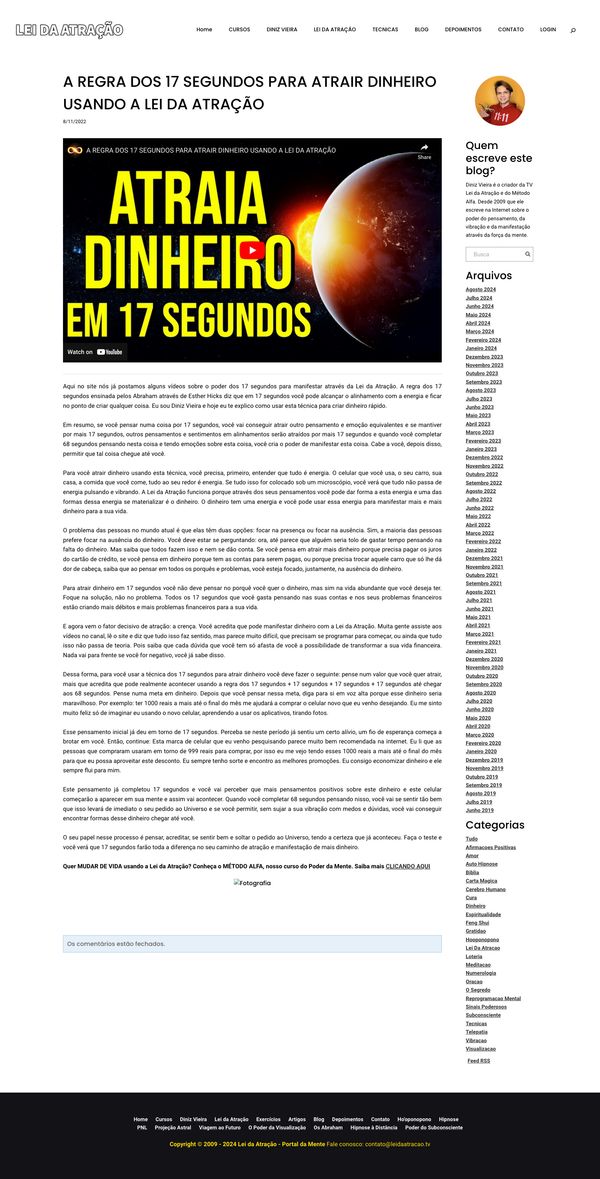 LEI DA ATRAÇÃO
Home CURSOS DINIZ VIEIRA LEI DA ATRAÇÃO TECNICAS BLOG DEPOIMENTOS CONTATO LOGIN
A REGRA DOS 17 SEGUNDOS PARA ATRAIR DINHEIRO
USANDO A LEI DA ATRAÇÃO
8/11/2022
A REGRA DOS 17 SEGUNDOS PARA ATRAIR DINHEIRO USANDO A LEI DA ATRAÇÃO
Share
ATRAIA
DINHEIRO
EM 17 SEGUNDOS
Watch on YouTube
Aqui no site nós já postamos alguns vídeos sobre o poder dos 17 segundos para manifestar através da Lei da Atração. A regra dos 17
segundos ensinada pelos Abraham através de Esther Hicks diz que em 17 segundos você pode alcançar o alinhamento com a energia e ficar
no ponto de criar qualquer coisa. Eu sou Diniz Vieira e hoje eu te explico como usar esta técnica para criar dinheiro rápido.
Em resumo, se você pensar numa coisa por 17 segundos, você vai conseguir atrair outro pensamento e emoção equivalentes e se mantiver
por mais 17 segundos, outros pensamentos e sentimentos em alinhamentos serão atraídos por mais 17 segundos e quando você completar
68 segundos pensando nesta coisa e tendo emoções sobre esta coisa, você cria o poder de manifestar esta coisa. Cabe a você, depois disso,
permitir que tal coisa chegue até você.
Para você atrair dinheiro usando esta técnica, você precisa, primeiro, entender que tudo é energia. O celular que você usa, o seu carro, sua
casa, a comida que você come, tudo ao seu redor é energia. Se tudo isso for colocado sob um microscópio, você verá que tudo não passa de
energia pulsando e vibrando. A Lei da Atração funciona porque através dos seus pensamentos você pode dar forma a esta energia e uma das
formas dessa energia se materializar é o dinheiro. O dinheiro tem uma energia e você pode usar essa energia para manifestar mais e mais
dinheiro para a sua vida.
O problema das pessoas no mundo atual é que elas têm duas opções: focar na presença ou focar na ausência. Sim, a maioria das pessoas
prefere focar na ausência do dinheiro. Você deve estar se perguntando: ora, até parece que alguém seria tolo de gastar tempo pensando na
falta do dinheiro. Mas saiba que todos fazem isso e nem se dão conta. Se você pensa em atrair mais dinheiro porque precisa pagar os juros
do cartão de crédito, se você pensa em dinheiro porque tem as contas para serem pagas, ou porque precisa trocar aquele carro que só lhe dá
dor de cabeça, saiba que ao pensar em todos os porquês e problemas, você esteja focado, justamente, na ausência do dinheiro.
Para atrair dinheiro em 17 segundos você não deve pensar no porquê você quer o dinheiro, mas sim na vida abundante que você deseja ter.
Foque na solução, não no problema. Todos os 17 segundos que você gasta pensando nas suas contas e nos seus problemas financeiros
estão criando mais débitos e mais problemas financeiros para a sua vida.
E agora vem o fator decisivo de atração: a crença. Você acredita que pode manifestar dinheiro com a Lei da Atração. Muita gente assiste aos
vídeos no canal, lê o site e diz que tudo isso faz sentido, mas parece muito difícil, que precisam se programar para começar, ou ainda que tudo
isso não passa de teoria. Pois saiba que cada dúvida que você tem só afasta de você a possibilidade de transformar a sua vida financeira.
Nada vai para frente se você for negativo, você já sabe disso.
Dessa forma, para você usar a técnica dos 17 segundos para atrair dinheiro você deve fazer o seguinte: pense num valor que você quer atrair,
mais que acredita que pode realmente acontecer usando a regra dos 17 segundos + 17 segundos + 17 segundos + 17 segundos até chegar
aos 68 segundos. Pense numa meta em dinheiro. Depois que você pensar nessa meta, diga para si em voz alta porque esse dinheiro seria
maravilhoso. Por exemplo: ter 1000 reais a mais até o final do mês me ajudará a comprar o celular novo que eu venho desejando. Eu me sinto
muito feliz só de imaginar eu usando o novo celular, aprendendo a usar os aplicativos, tirando fotos.
Esse pensamento inicial já deu em torno de 17 segundos. Perceba se neste período já sentiu um certo alívio, um fio de esperança começa a
brotar em você. Então, continue: Esta marca de celular que eu venho pesquisando parece muito bem recomendada na internet. Eu li que as
pessoas que compraram usaram em torno de 999 reais para comprar, por isso eu me vejo tendo esses 1000 reais a mais até o final do mês
para que eu possa aproveitar este desconto. Eu sempre tenho sorte e encontro as melhores promoções. Eu consigo economizar dinheiro e ele
sempre flui para mim.
Este pensamento já completou 17 segundos e você vai perceber que mais pensamentos positivos sobre este dinheiro e este celular
começarão a aparecer em sua mente e assim vai acontecer. Quando você completar 68 segundos pensando nisso, você vai se sentir tão bem
que isso levará de imediato o seu pedido ao Universo e se você permitir, sem sujar a sua vibração com medos e dúvidas, você vai conseguir
encontrar formas desse dinheiro chegar até você.
O seu papel nesse processo é pensar, acreditar, se sentir bem e soltar o pedido ao Universo, tendo a certeza que já aconteceu. Faça o teste e
você verá que 17 segundos farão toda a diferença no seu caminho de atração e manifestação de mais dinheiro.
Quer MUDAR DE VIDA usando a Lei da Atração? Conheça o MÉTODO ALFA, nosso curso do Poder da Mente. Saiba mais CLICANDO AQUI
Fotografia
Os comentários estão fechados.
11:11
Quem
escreve este
blog?
Diniz Vieira é o criador da TV
Lei da Atração e do Método
Alfa. Desde 2009 que ele
escreve na Internet sobre o
poder do pensamento, da
vibração e da manifestação
através da força da mente.
Busca
Arquivos
Agosto 2024
Julho 2024
Junho 2024
Maio 2024
Abril 2024
Março 2024
Fevereiro 2024
Janeiro 2024
Dezembro 2023
Novembro 2023
Outubro 2023
Setembro 2023
Agosto 2023
Julho 2023
Junho 2023
Maio 2023
Abril 2023
Março 2023
Fevereiro 2023
Janeiro 2023
Dezembro 2022
Novembro 2022
Outubro 2022
Setembro 2022
Agosto 2022
Julho 2022
Junho 2022
Maio 2022
Abril 2022
Março 2022
Fevereiro 2022
Janeiro 2022
Dezembro 2021
Novembro 2021
Outubro 2021
Setembro 2021
Agosto 2021
Julho 2021
Junho 2021
Maio 2021
Abril 2021
Março 2021
Fevereiro 2021
Janeiro 2021
Dezembro 2020
Novembro 2020
Outubro 2020
Setembro 2020
Agosto 2020
Julho 2020
Junho 2020
Maio 2020
Abril 2020
Março 2020
Fevereiro 2020
Janeiro 2020
Dezembro 2019
Novembro 2019
Outubro 2019
Setembro 2019
Agosto 2019
Julho 2019
Junho 2019
Categorias
Tudo
Afirmacoes Positivas
Amor
Auto Hipnose
Biblia
Carta Magica
Cerebro Humano
Cura
Dinheiro
Espiritualidade
Feng Shui
Gratidao
Hooponopono
Lei Da Atracao
Loteria
Meditacao
Numerologia
Oracao
O Segredo
Reprogramacao Mental
Sinais Poderosos
Subconsciente
Tecnicas
Telepatia
Vibracao
Visualizacao
Feed RSS
Home Cursos Diniz Vieira Lei da Atração Exercícios Artigos Blog Depoimentos Contato Ho'oponopono Hipnose
PNL Projeção Astral Viagem ao Futuro O Poder da Visualização Os Abraham Hipnose à Distância Poder do Subconsciente
Copyright © 2009 - 2024 Lei da Atração - Portal da Mente Fale conosco: contato@leidaatracao.tv